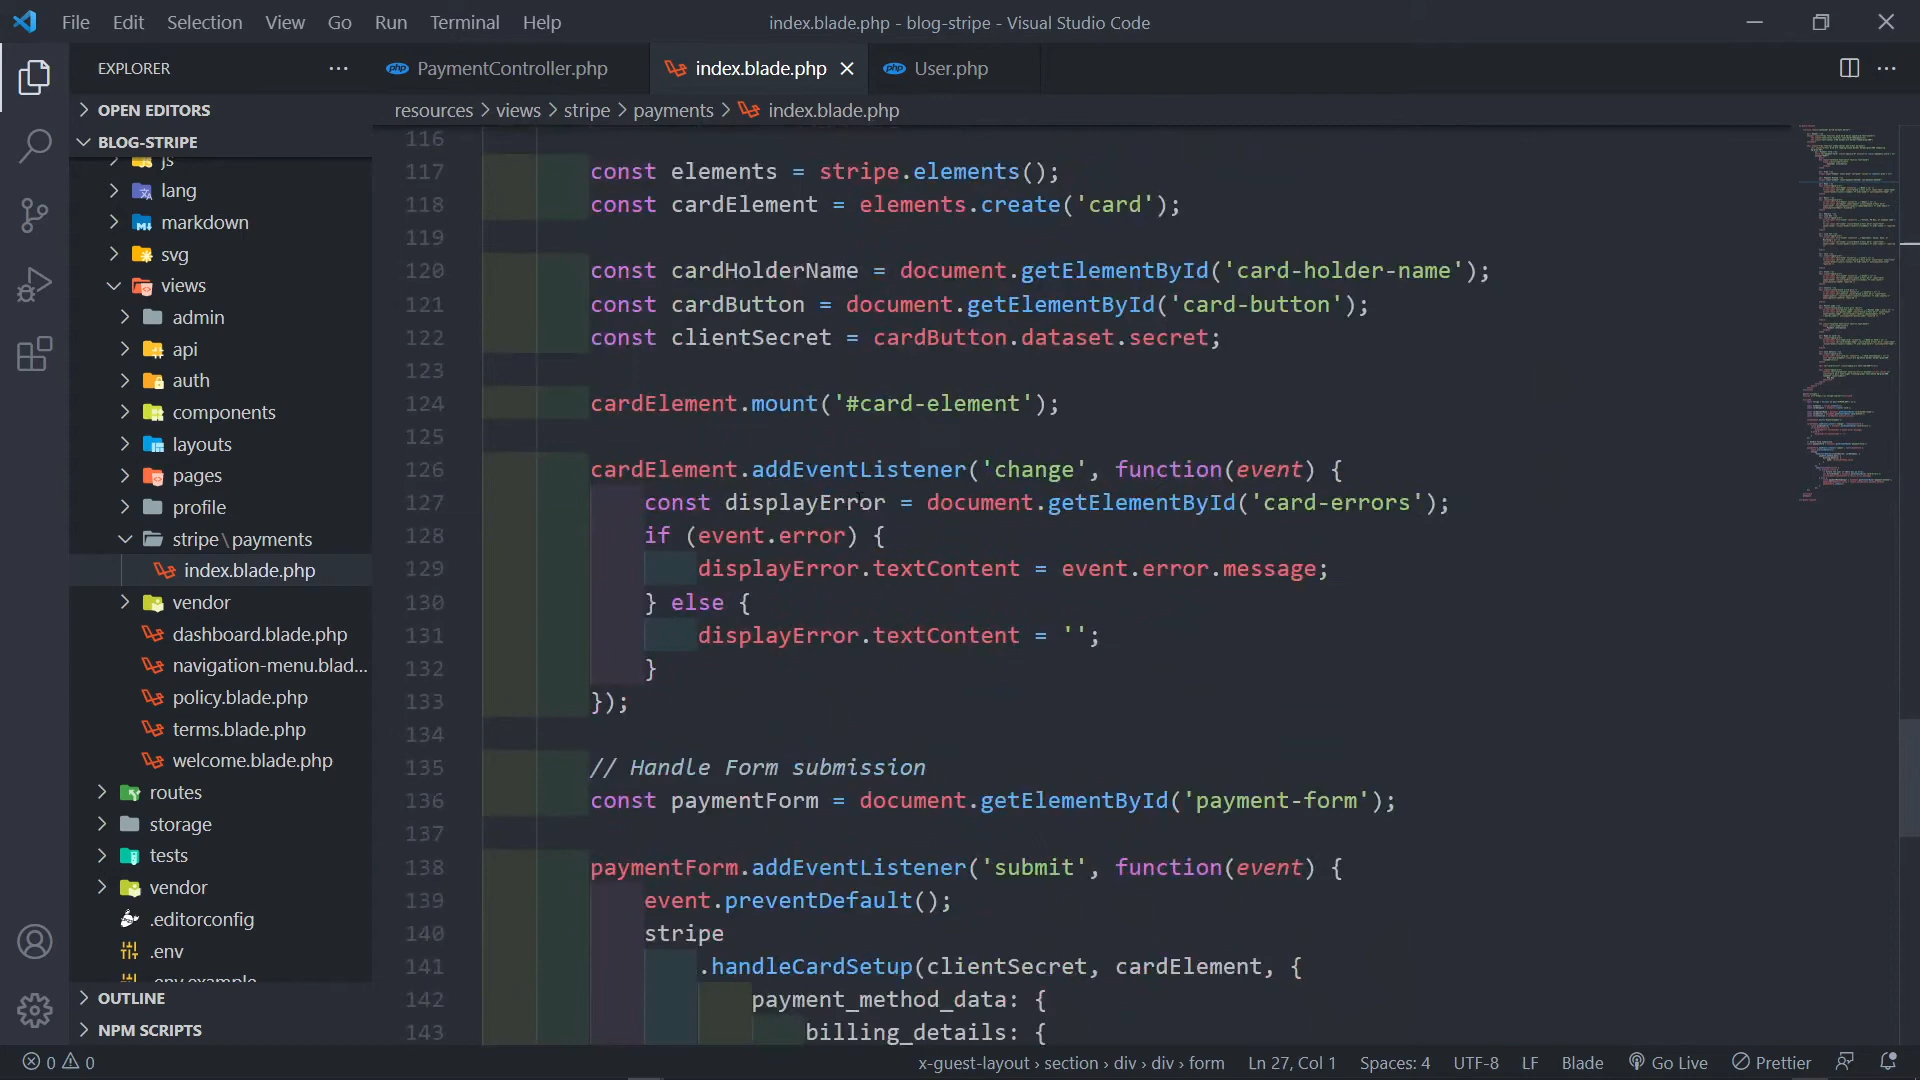 File Edit Selection View Go Run Terminal Help
index.blade.php - blog-stripe - Visual Studio Code
EXPLORER
OPEN EDITORS
BLOG-STRIPE
js
lang
markdown
svg
views
admin
api
auth
components
layouts
pages
profile
stripe\payments
index.blade.php
vendor
dashboard.blade.php
navigation-menu.blad...
policy.blade.php
terms.blade.php
welcome.blade.php
routes
storage
tests
vendor
.editorconfig
.env
.env.example
OUTLINE
NPM SCRIPTS
php PaymentController.php index.blade.php php User.php
resources > views > stripe > payments > index.blade.php
116
117 const elements = stripe.elements();
118 const cardElement = elements.create('card');
119
120 const cardHolderName = document.getElementById('card-holder-name');
121 const cardButton = document.getElementById('card-button');
122 const clientSecret = cardButton.dataset.secret;
123
124 cardElement.mount('#card-element');
125
126 cardElement.addEventListener('change', function(event) {
127 const displayError = document.getElementById('card-errors');
128 if (event.error) {
129 displayError.textContent = event.error.message;
130 } else {
131 displayError.textContent = '';
132 }
133 });
134
135 // Handle Form submission
136 const paymentForm = document.getElementById('payment-form');
137
138 paymentForm.addEventListener('submit', function(event) {
139 event.preventDefault();
140 stripe
141 .handleCardSetup(clientSecret, cardElement, {
142 payment_method_data: {
143 billing_details: {
0 0 x-guest-layout › section › div › div › form Ln 27, Col 1 Spaces: 4 UTF-8 LF Blade Go Live Prettier